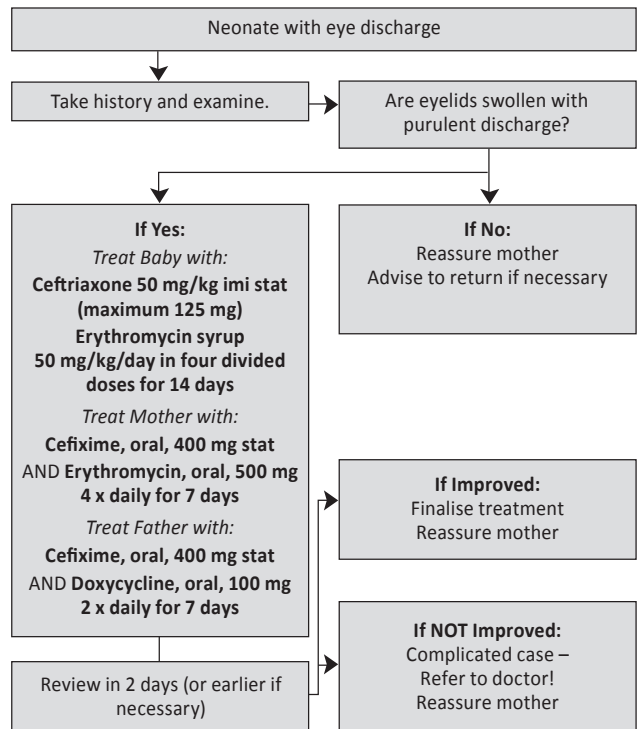 Neonate with eye discharge
Take history and examine.
Are eyelids swollen with
purulent discharge?
If Yes:
Treat Baby with:
Ceftriaxone 50 mg/kg imi stat
(maximum 125 mg)
Erythromycin syrup
50 mg/kg/day in four divided
doses for 14 days
Treat Mother with:
Cefixime, oral, 400 mg stat
AND Erythromycin, oral, 500 mg
4 x daily for 7 days
Treat Father with:
Cefixime, oral, 400 mg stat
AND Doxycycline, oral, 100 mg
2 x daily for 7 days
If No:
Reassure mother
Advise to return if necessary
Review in 2 days (or earlier if
necessary)
If Improved:
Finalise treatment
Reassure mother
If NOT Improved:
Complicated case –
Refer to doctor!
Reassure mother